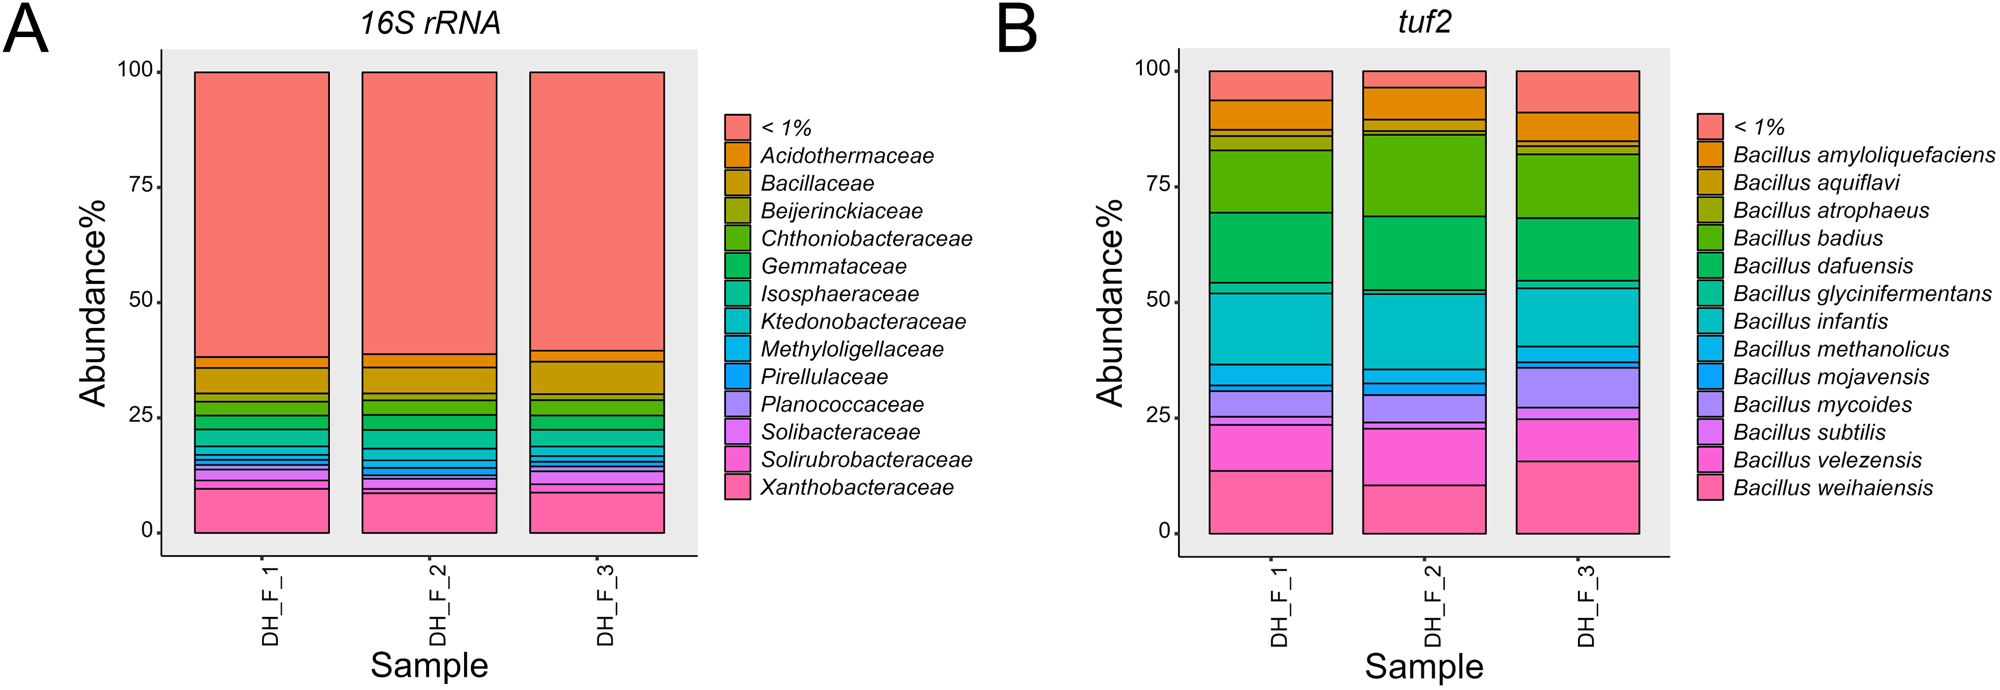 A
16S rRNA
Abundance%
100
75
50
25
0
DH_F_1
DH_F_2
DH_F_3
Sample
< 1%
Acidothermaceae
Bacillaceae
Beijerinckiaceae
Chthoniobacteraceae
Gemmataceae
Isosphaeraceae
Ktedonobacteraceae
Methyloligellaceae
Pirellulaceae
Planococcaceae
Solibacteraceae
Solirubrobacteraceae
Xanthobacteraceae
B
tuf2
Abundance%
100
75
50
25
0
DH_F_1
DH_F_2
DH_F_3
Sample
< 1%
Bacillus amyloliquefaciens
Bacillus aquiflavi
Bacillus atrophaeus
Bacillus badius
Bacillus dafuensis
Bacillus glycinifermentans
Bacillus infantis
Bacillus methanolicus
Bacillus mojavensis
Bacillus mycoides
Bacillus subtilis
Bacillus velezensis
Bacillus weihaiensis